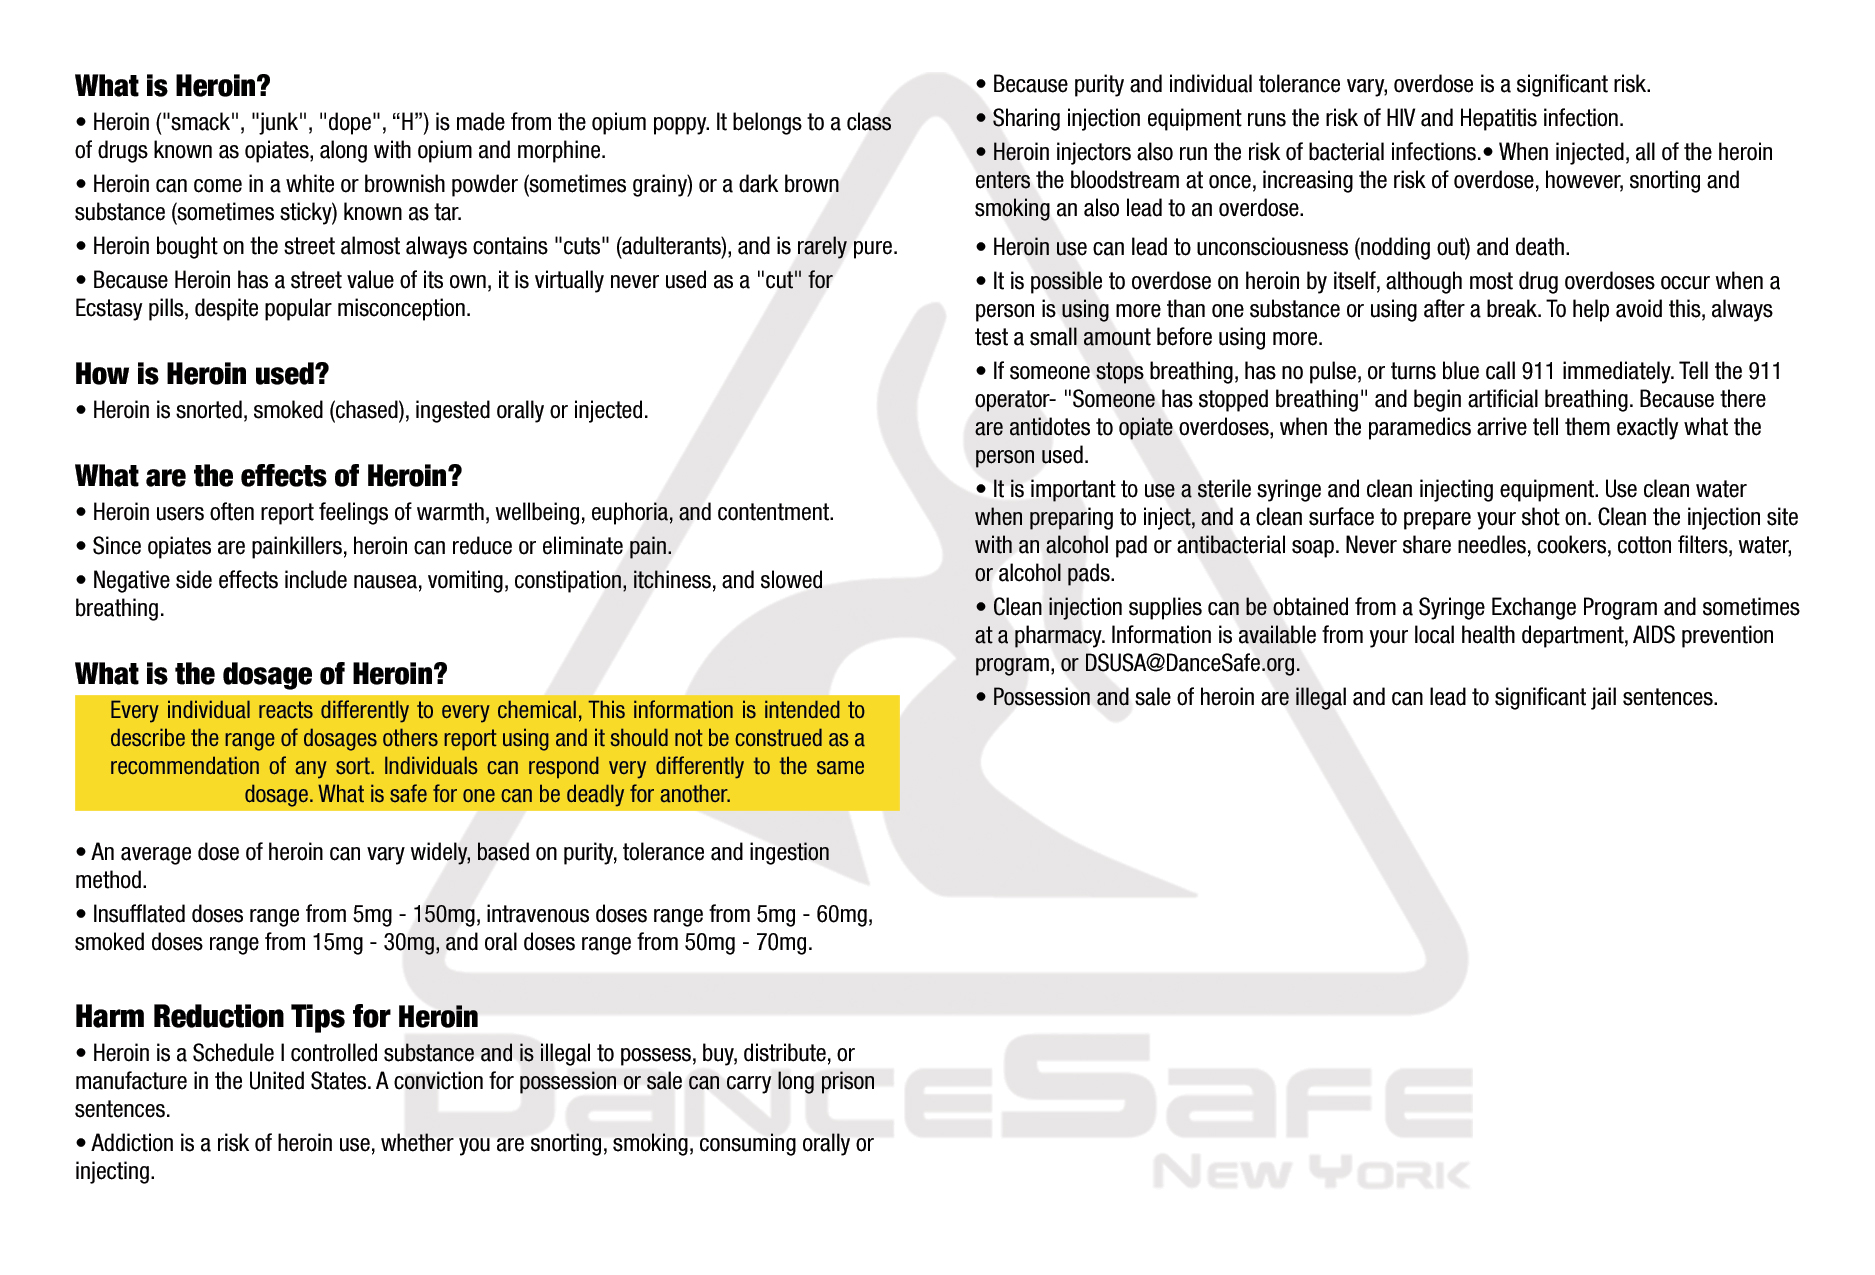 What is Heroin?
• Heroin ("smack", "junk", "dope", “H”) is made from the opium poppy. It belongs to a class
of drugs known as opiates, along with opium and morphine.
• Heroin can come in a white or brownish powder (sometimes grainy) or a dark brown
substance (sometimes sticky) known as tar.
• Heroin bought on the street almost always contains "cuts" (adulterants), and is rarely pure.
• Because Heroin has a street value of its own, it is virtually never used as a "cut" for
Ecstasy pills, despite popular misconception.
How is Heroin used?
• Heroin is snorted, smoked (chased), ingested orally or injected.
What are the effects of Heroin?
• Heroin users often report feelings of warmth, wellbeing, euphoria, and contentment.
• Since opiates are painkillers, heroin can reduce or eliminate pain.
• Negative side effects include nausea, vomiting, constipation, itchiness, and slowed
breathing.
What is the dosage of Heroin?
Every individual reacts differently to every chemical, This information is intended to
describe the range of dosages others report using and it should not be construed as a
recommendation of any sort. Individuals can respond very differently to the same
dosage. What is safe for one can be deadly for another.
• An average dose of heroin can vary widely, based on purity, tolerance and ingestion
method.
• Insufflated doses range from 5mg - 150mg, intravenous doses range from 5mg - 60mg,
smoked doses range from 15mg - 30mg, and oral doses range from 50mg - 70mg.
Harm Reduction Tips for Heroin
• Heroin is a Schedule I controlled substance and is illegal to possess, buy, distribute, or
manufacture in the United States. A conviction for possession or sale can carry long prison
sentences.
• Addiction is a risk of heroin use, whether you are snorting, smoking, consuming orally or
injecting.
• Because purity and individual tolerance vary, overdose is a significant risk.
• Sharing injection equipment runs the risk of HIV and Hepatitis infection.
• Heroin injectors also run the risk of bacterial infections.• When injected, all of the heroin
enters the bloodstream at once, increasing the risk of overdose, however, snorting and
smoking an also lead to an overdose.
• Heroin use can lead to unconsciousness (nodding out) and death.
• It is possible to overdose on heroin by itself, although most drug overdoses occur when a
person is using more than one substance or using after a break. To help avoid this, always
test a small amount before using more.
• If someone stops breathing, has no pulse, or turns blue call 911 immediately. Tell the 911
operator- "Someone has stopped breathing" and begin artificial breathing. Because there
are antidotes to opiate overdoses, when the paramedics arrive tell them exactly what the
person used.
• It is important to use a sterile syringe and clean injecting equipment. Use clean water
when preparing to inject, and a clean surface to prepare your shot on. Clean the injection site
with an alcohol pad or antibacterial soap. Never share needles, cookers, cotton filters, water,
or alcohol pads.
• Clean injection supplies can be obtained from a Syringe Exchange Program and sometimes
at a pharmacy. Information is available from your local health department, AIDS prevention
program, or DSUSA@DanceSafe.org.
• Possession and sale of heroin are illegal and can lead to significant jail sentences.
DanceSafe
New York